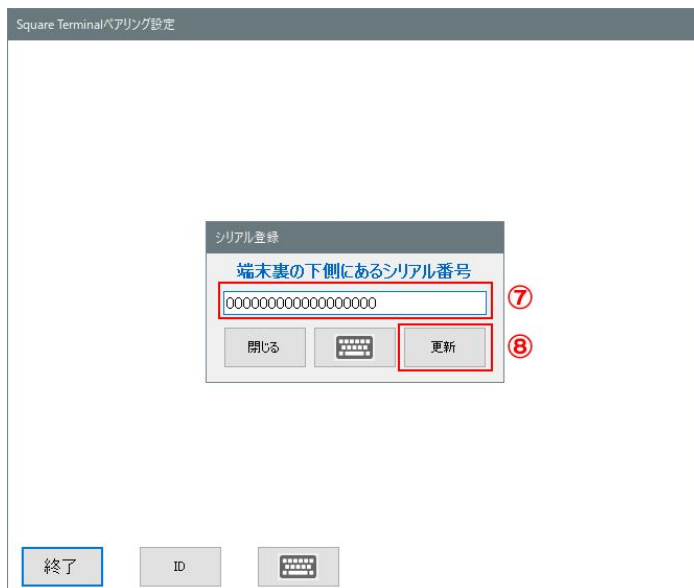 Square Terminalペアリング設定
シリアル登録
端末裏の下側にあるシリアル番号
000000000000000000 ⑦
閉じる 更新 ⑧
終了 ID